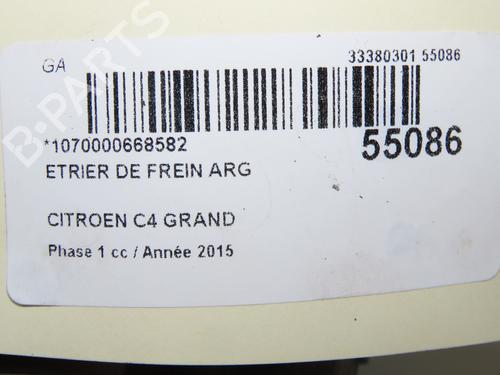 GA
33380301 55086
*1070000668582
55086
ETRIER DE FREIN ARG
CITROEN C4 GRAND
Phase 1 cc / Année 2015
B-PARTS